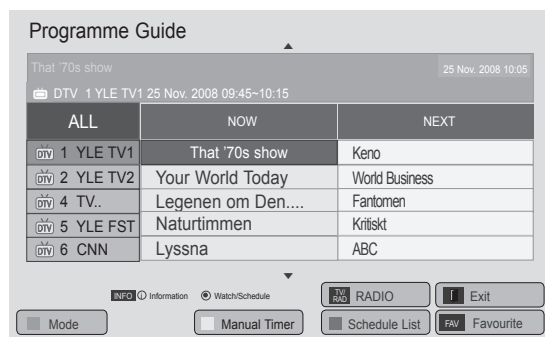 Programme Guide
That '70s show 25 Nov. 2008 10:05
DTV 1 YLE TV1 25 Nov. 2008 09:45~10:15
ALL NOW NEXT
DTV 1 YLE TV1 That '70s show Keno
DTV 2 YLE TV2 Your World Today World Business
DTV 4 TV.. Legenen om Den.... Fantomen
DTV 5 YLE FST Naturtimmen Kritiskt
DTV 6 CNN Lyssna ABC
INFO i Information Watch/Schedule TV/RAD RADIO Exit
Mode Manual Timer Schedule List FAV Favourite